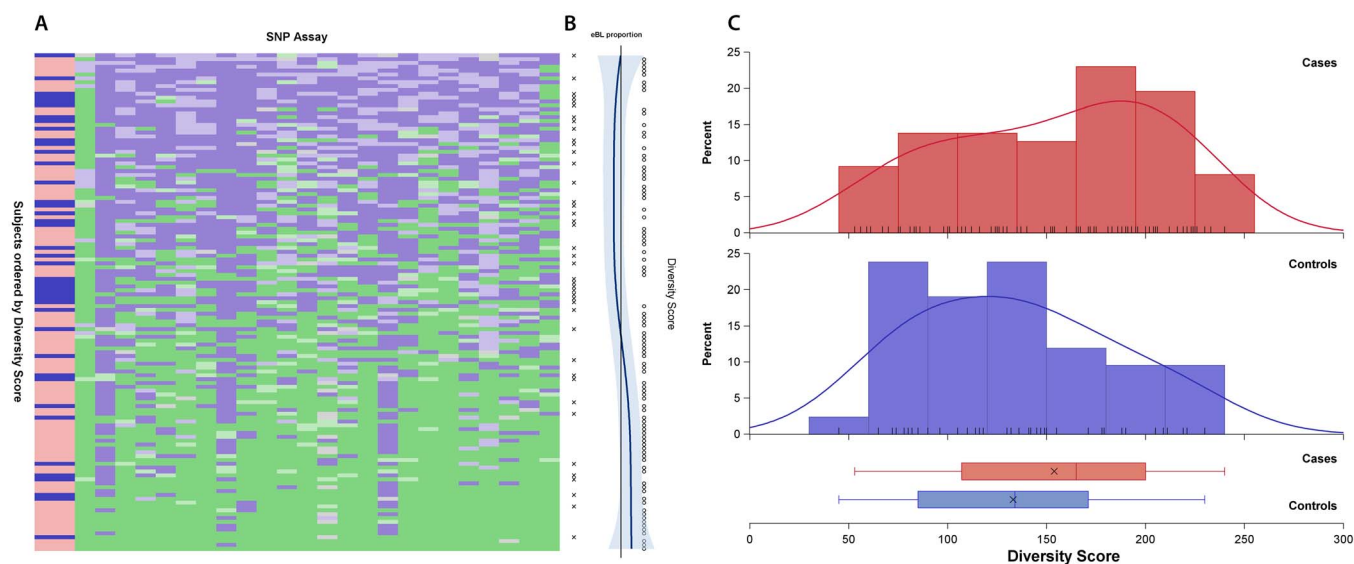 A
B
C
SNP Assay
eBL proportion
Subjects ordered by Diversity Score
Diversity Score
Cases
25
20
15
10
5
0
Percent
Controls
25
20
15
10
5
0
Percent
Cases
Controls
0 50 100 150 200 250 300
Diversity Score